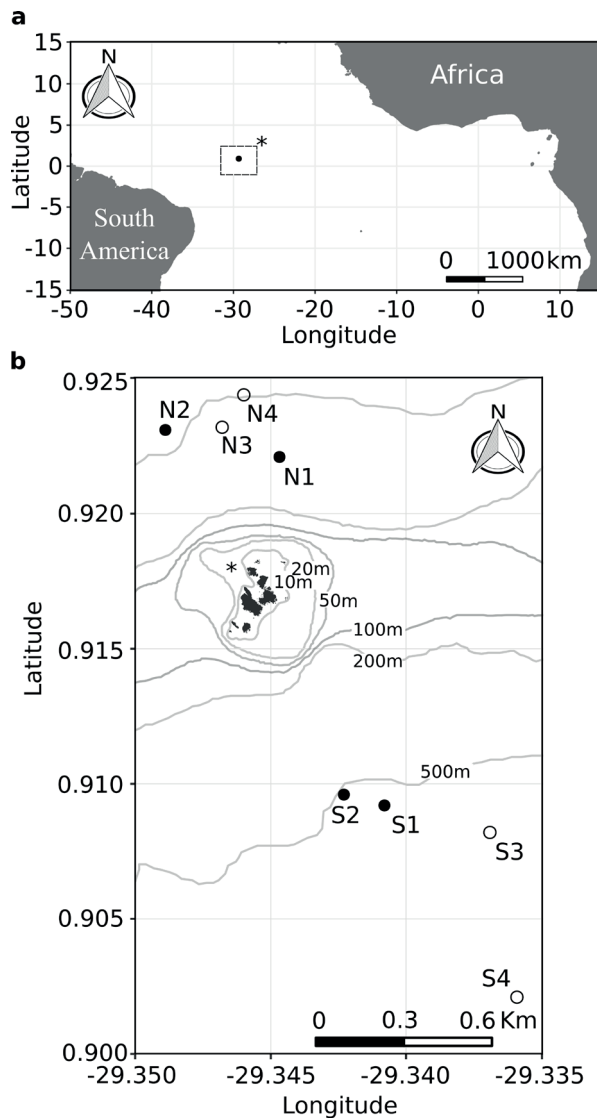 a
15
10
5
0
-5
-10
-15
Latitude
N
Africa
*
South
America
0 1000km
-50 -40 -30 -20 -10 0 10
Longitude
b
0.925
0.920
0.915
0.910
0.905
0.900
Latitude
N2
N4
N3
N1
N
*
20m
10m
50m
100m
200m
500m
S2
S1
S3
S4
0 0.3 0.6 Km
-29.350 -29.345 -29.340 -29.335
Longitude